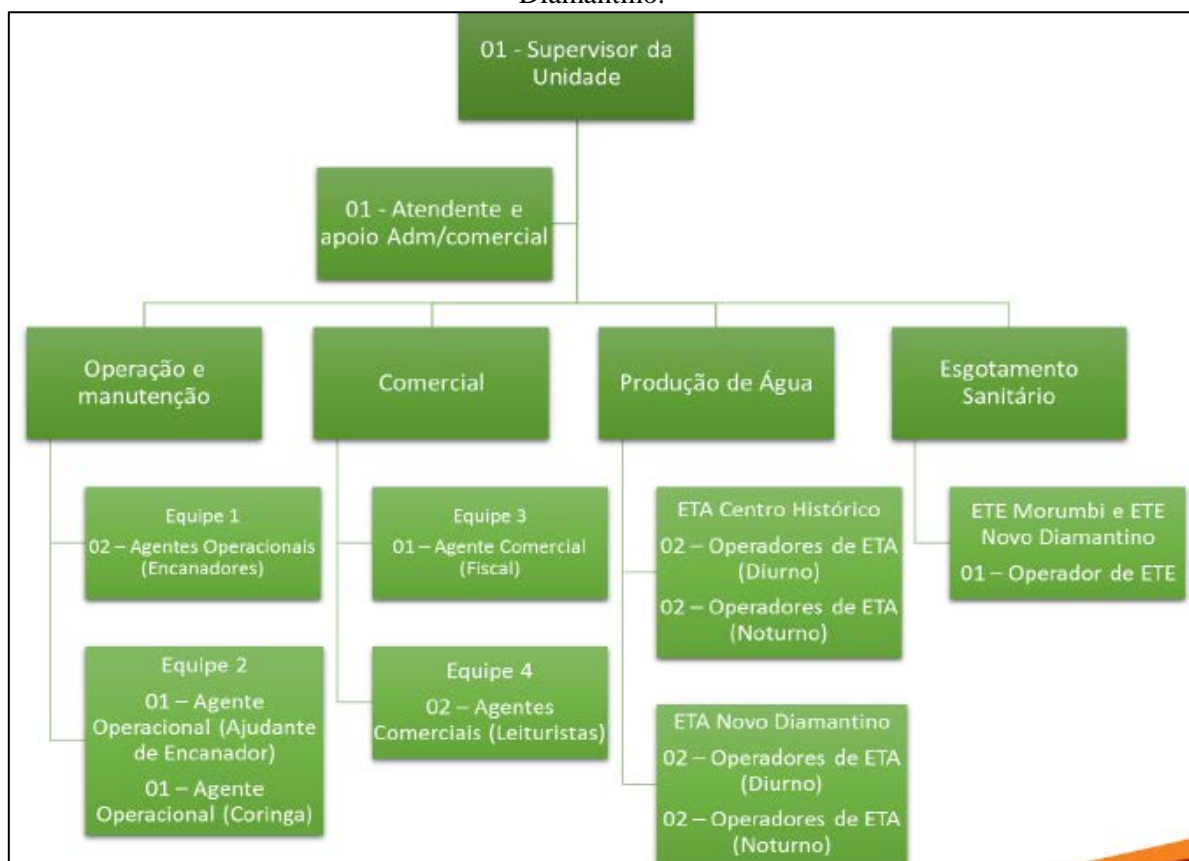 Diamantino.
01 - Supervisor da
Unidade
01 - Atendente e
apoio Adm/comercial
Operação e
manutenção
Comercial
Produção de Água
Esgotamento
Sanitário
Equipe 1
02 – Agentes Operacionais
(Encanadores)
Equipe 2
01 – Agente
Operacional (Ajudante
de Encanador)
01 – Agente
Operacional (Coringa)
Equipe 3
01 – Agente Comercial
(Fiscal)
Equipe 4
02 – Agentes
Comerciais (Leituristas)
ETA Centro Histórico
02 – Operadores de ETA
(Diurno)
02 – Operadores de ETA
(Noturno)
ETA Novo Diamantino
02 – Operadores de ETA
(Diurno)
02 – Operadores de ETA
(Noturno)
ETE Morumbi e ETE
Novo Diamantino
01 – Operador de ETE